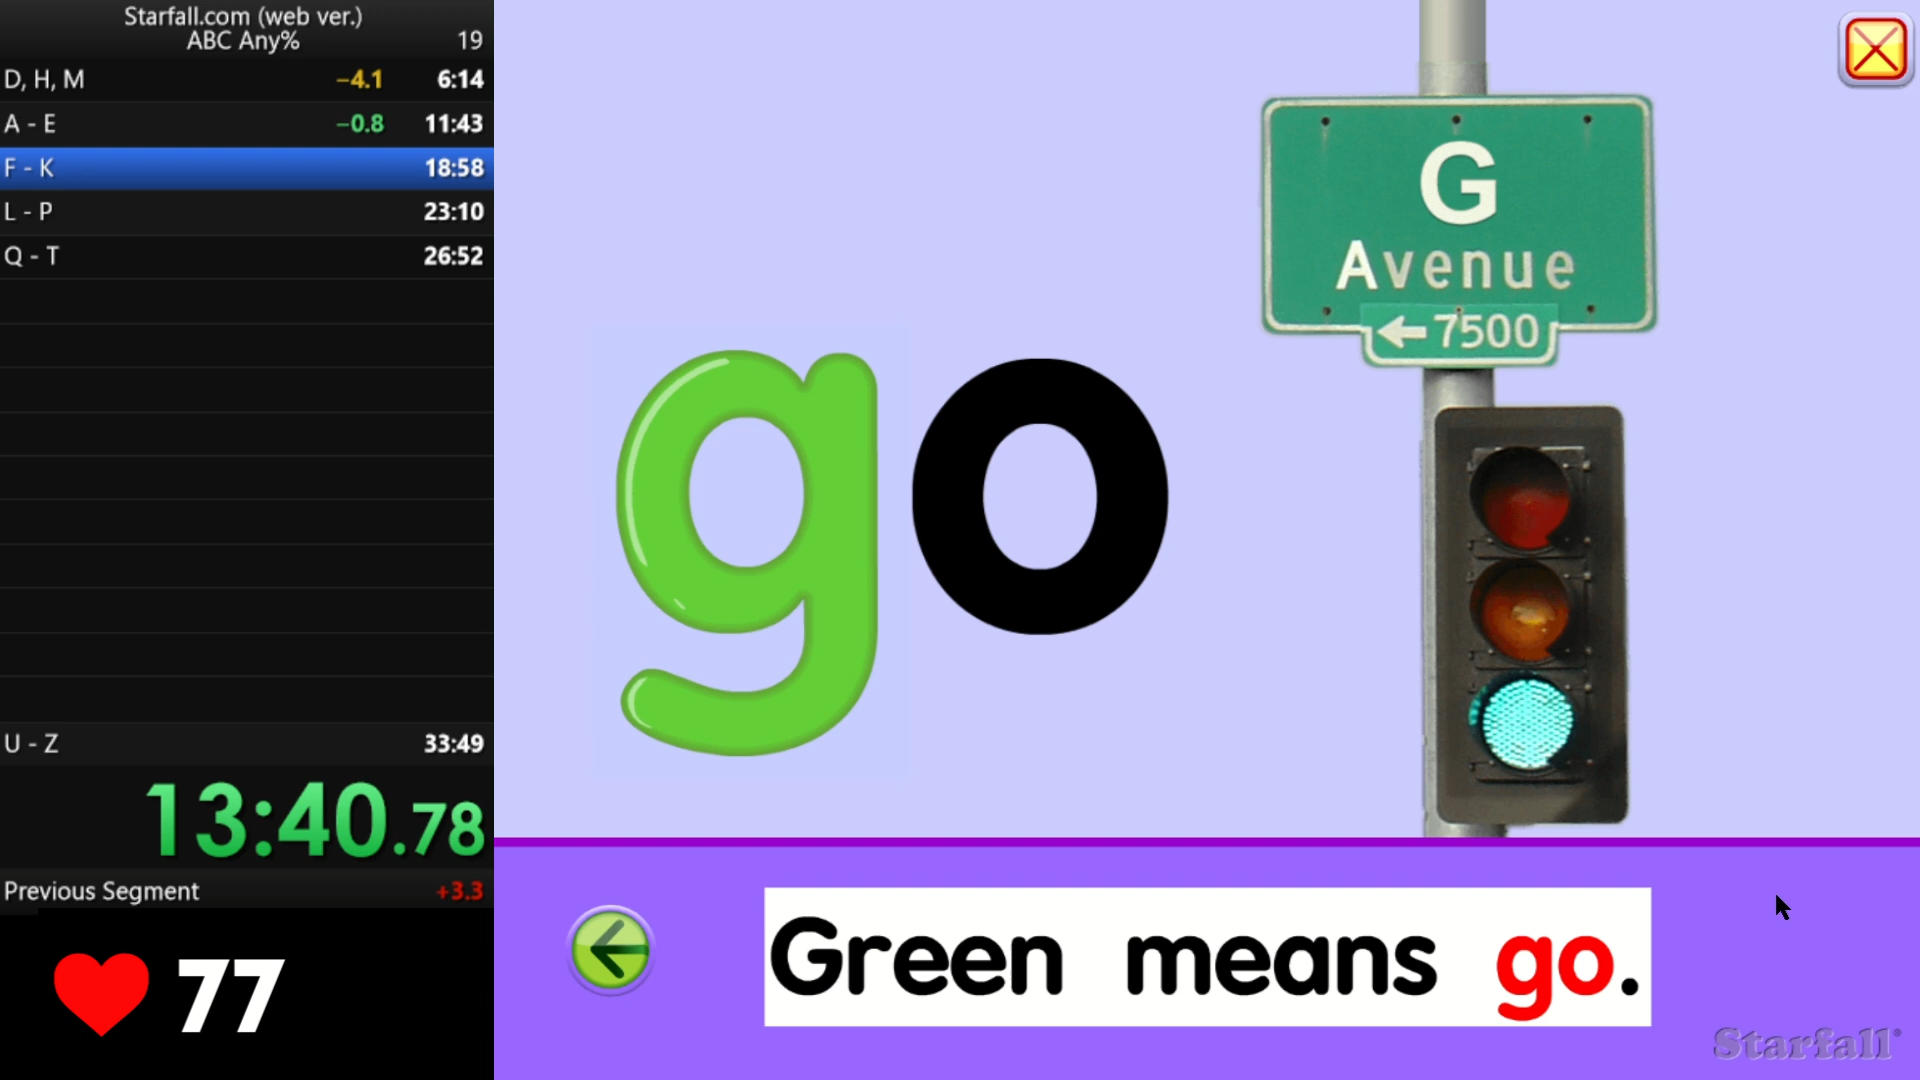 Starfall.com (web ver.)
ABC Any% 19
D, H, M −4.1 6:14
A - E −0.8 11:43
F - K 18:58
L - P 23:10
Q - T 26:52
U - Z 33:49
13:40.78
Previous Segment +3.3
77
G
Avenue
←7500
go
Green means go.
Starfall